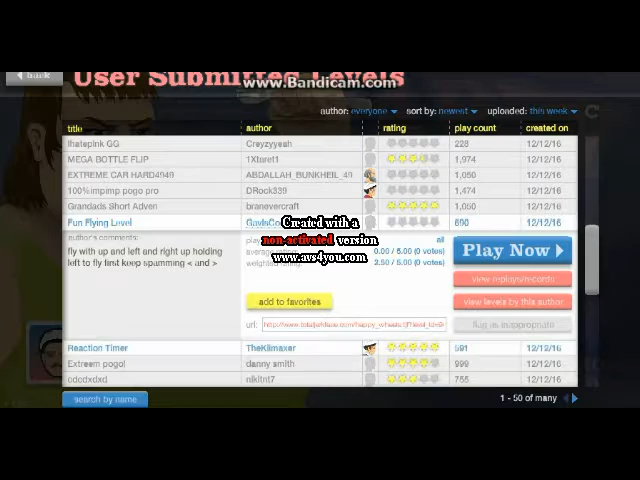 back
User Submitted Levels
www.Bandicam.com
author: everyone sort by: newest uploaded: this week
title author rating play count created on
Ihatepink GG Creyzyyeah 228 12/12/16
MEGA BOTTLE FLIP 1Xturet1 1,974 12/12/16
EXTREME CAR HARD4949 ABDALLAH_BUNKHEIL_49 1,050 12/12/16
100%impimp pogo pro DRock339 1,474 12/12/16
Grandads Short Adven branevercraft 1,050 12/12/16
Fun Flying Level 690 12/12/16
author's comments:
fly with up and left and right up holding
left to fly first keep spamming < and >
all
average rating: 0.00 / 5.00 (0 votes)
weighted rating: 2.50 / 5.00 (0 votes)
Created with a
non-activated version
www.avs4you.com
Play Now
view replays/records
add to favorites
view levels by this author
url:
flag as inappropriate
Reaction Timer TheKlimaxer 591 12/12/16
Extreem pogo! danny smith 999 12/12/16
nikitnt7 755 12/12/16
search by name
1 - 50 of many